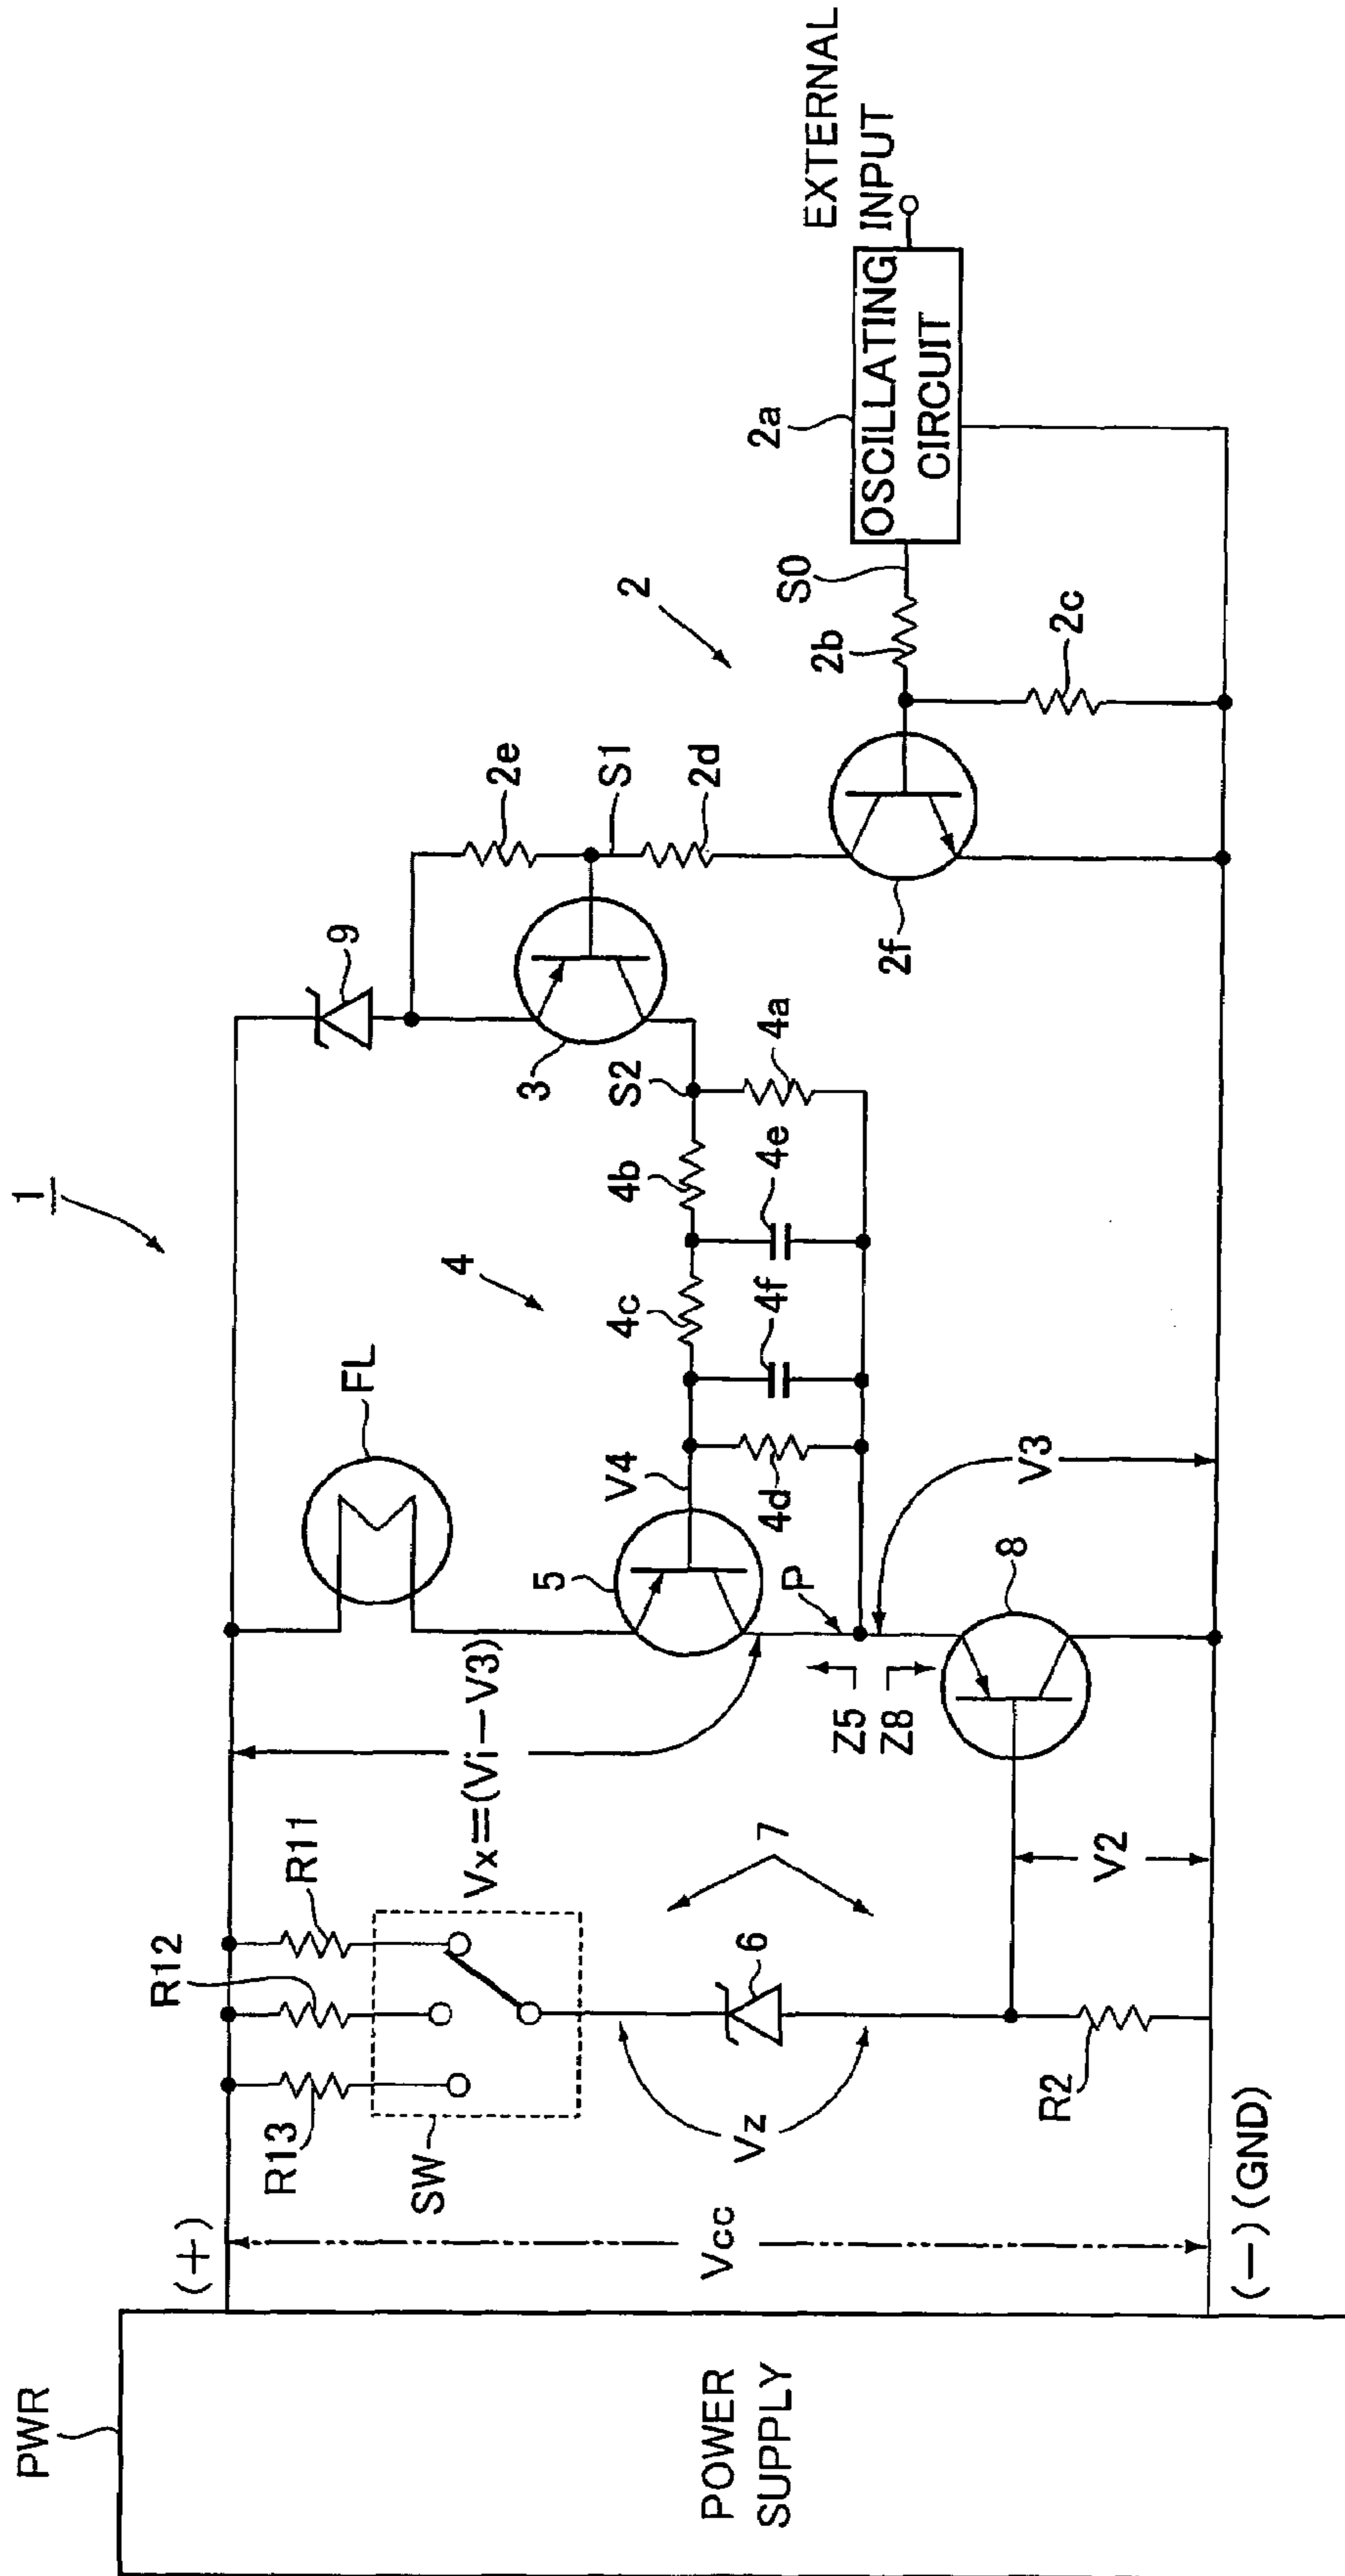 1
PWR
POWER
SUPPLY
(+)
(−)(GND)
Vcc
R13
R12
R11
SW
Vz
6
7
R2
V2
Vx=(Vi−V3)
FL
5
V4
P
Z5
Z8
8
V3
4
4d
4c
4f
4b
4e
4a
S2
3
9
2e
S1
2d
2f
2
2b
S0
2c
2a
OSCILLATING
CIRCUIT
EXTERNAL
INPUT